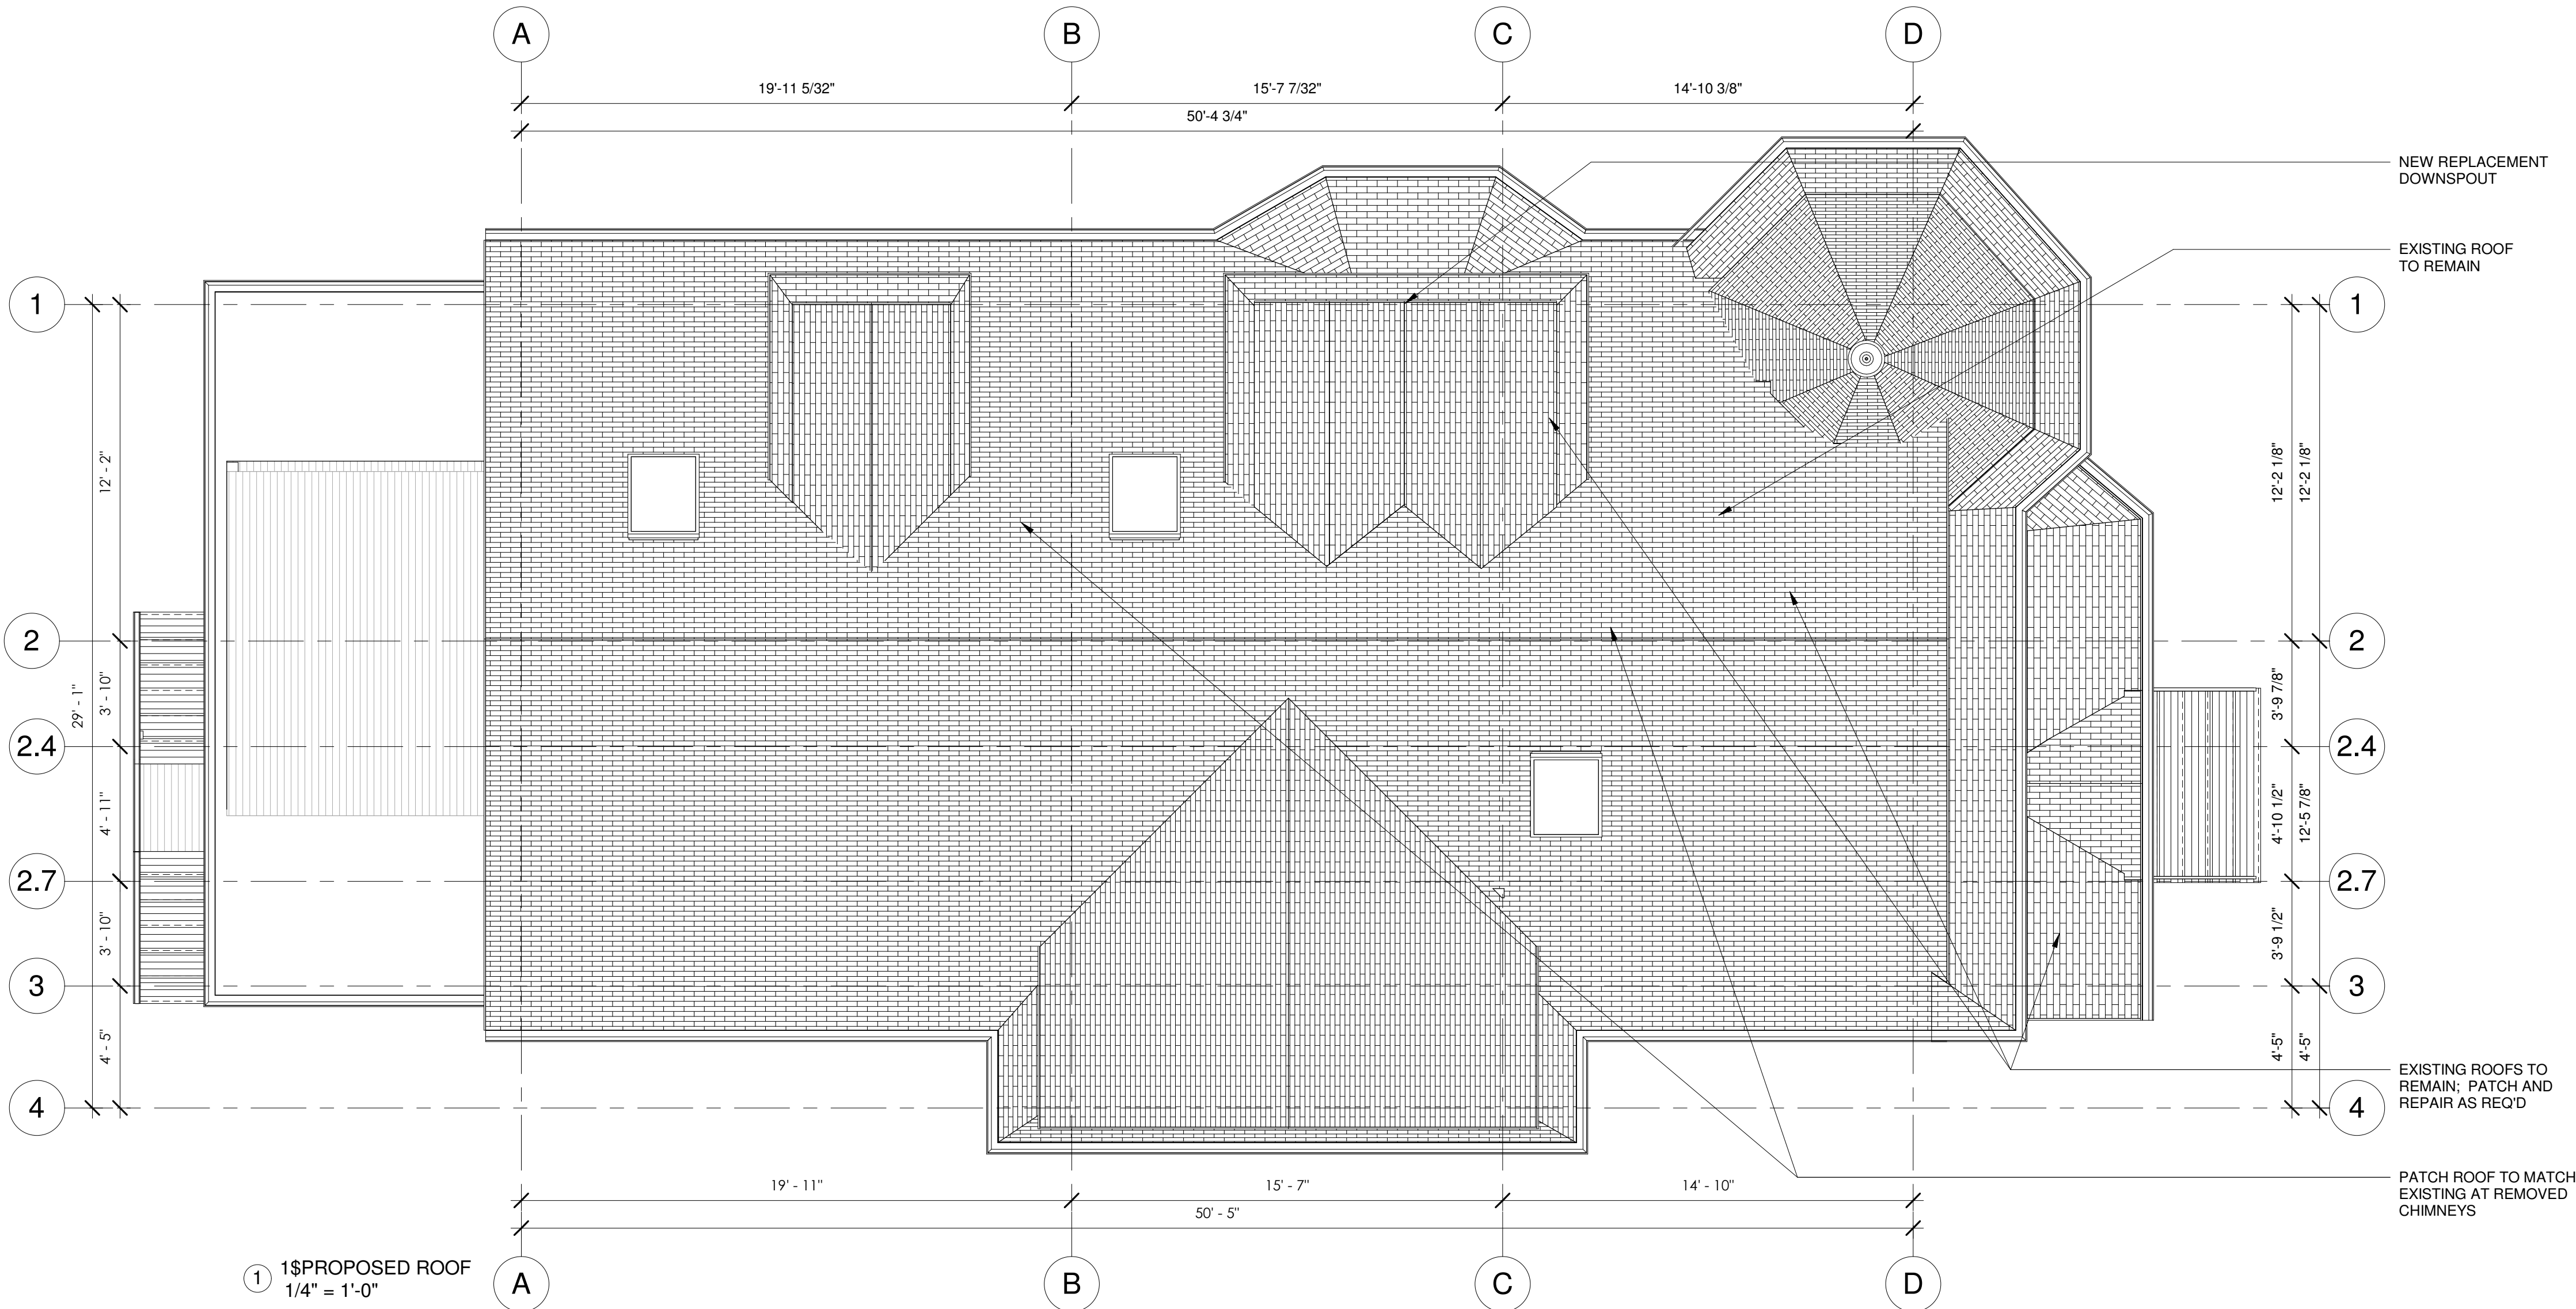 A
B
C
D
19'-11 5/32"
15'-7 7/32"
14'-10 3/8"
50'-4 3/4"
NEW REPLACEMENT
DOWNSPOUT
EXISTING ROOF
TO REMAIN
1
1
12' - 2"
12'-2 1/8"
12'-2 1/8"
2
2
29' - 1"
3' - 10"
3'-9 7/8"
2.4
2.4
4' - 11"
4'-10 1/2"
12'-5 7/8"
2.7
2.7
3' - 10"
3'-9 1/2"
3
3
4' - 5"
4'-5"
4'-5"
EXISTING ROOFS TO
REMAIN; PATCH AND
REPAIR AS REQ'D
4
4
PATCH ROOF TO MATCH
EXISTING AT REMOVED
CHIMNEYS
19' - 11"
15' - 7"
14' - 10"
50' - 5"
1
1$PROPOSED ROOF
1/4" = 1'-0"
A
B
C
D